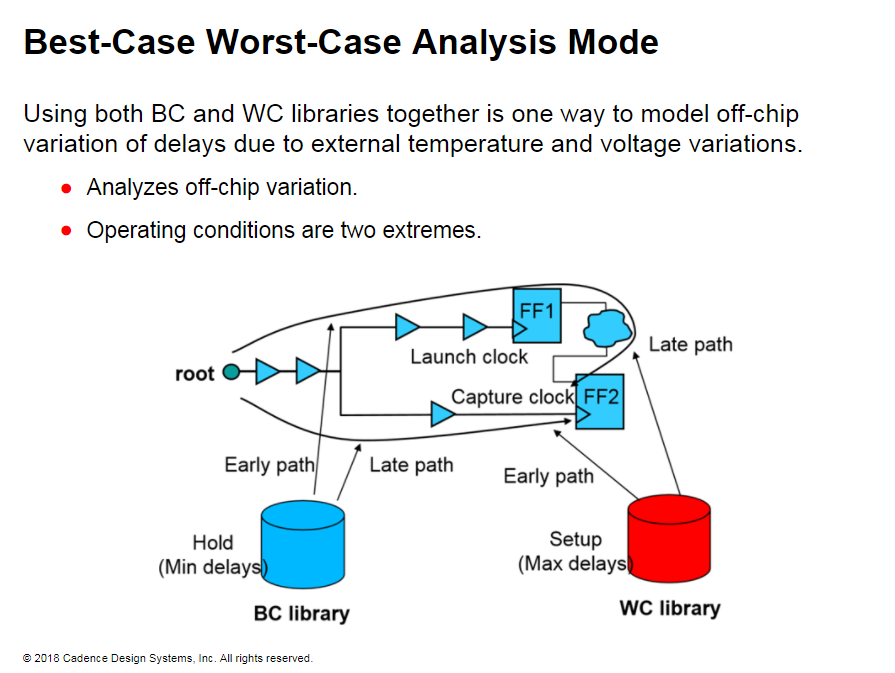 Best-Case Worst-Case Analysis Mode
Using both BC and WC libraries together is one way to model off-chip
variation of delays due to external temperature and voltage variations.
● Analyzes off-chip variation.
● Operating conditions are two extremes.
FF1
Late path
Launch clock
root
Capture clock
FF2
Early path
Late path
Early path
Hold
(Min delays)
Setup
(Max delays)
BC library
WC library
© 2018 Cadence Design Systems, Inc. All rights reserved.